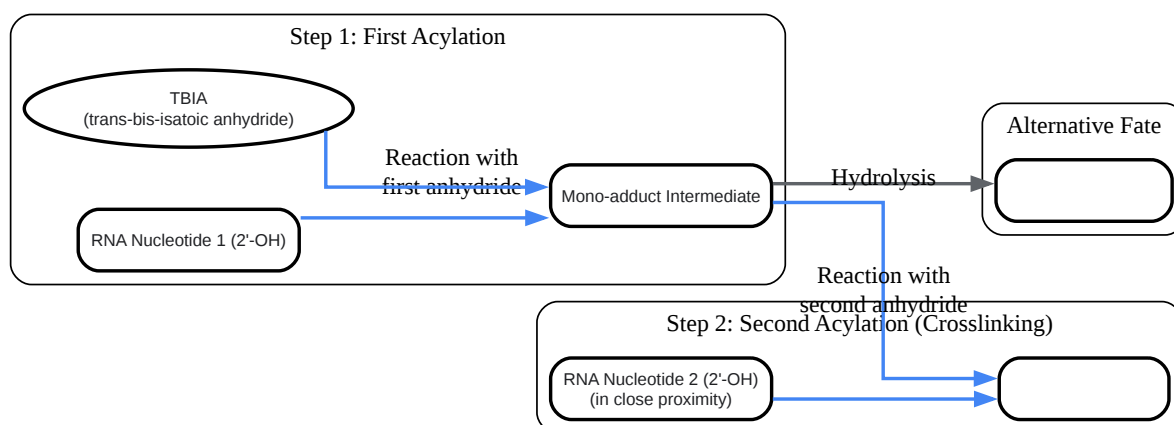 Step 1: First Acylation
TBIA
(trans-bis-isatoic anhydride)
Reaction with
first anhydride
RNA Nucleotide 1 (2'-OH)
Mono-adduct Intermediate
Hydrolysis
Alternative Fate
Reaction with
second anhydride
Step 2: Second Acylation (Crosslinking)
RNA Nucleotide 2 (2'-OH)
(in close proximity)